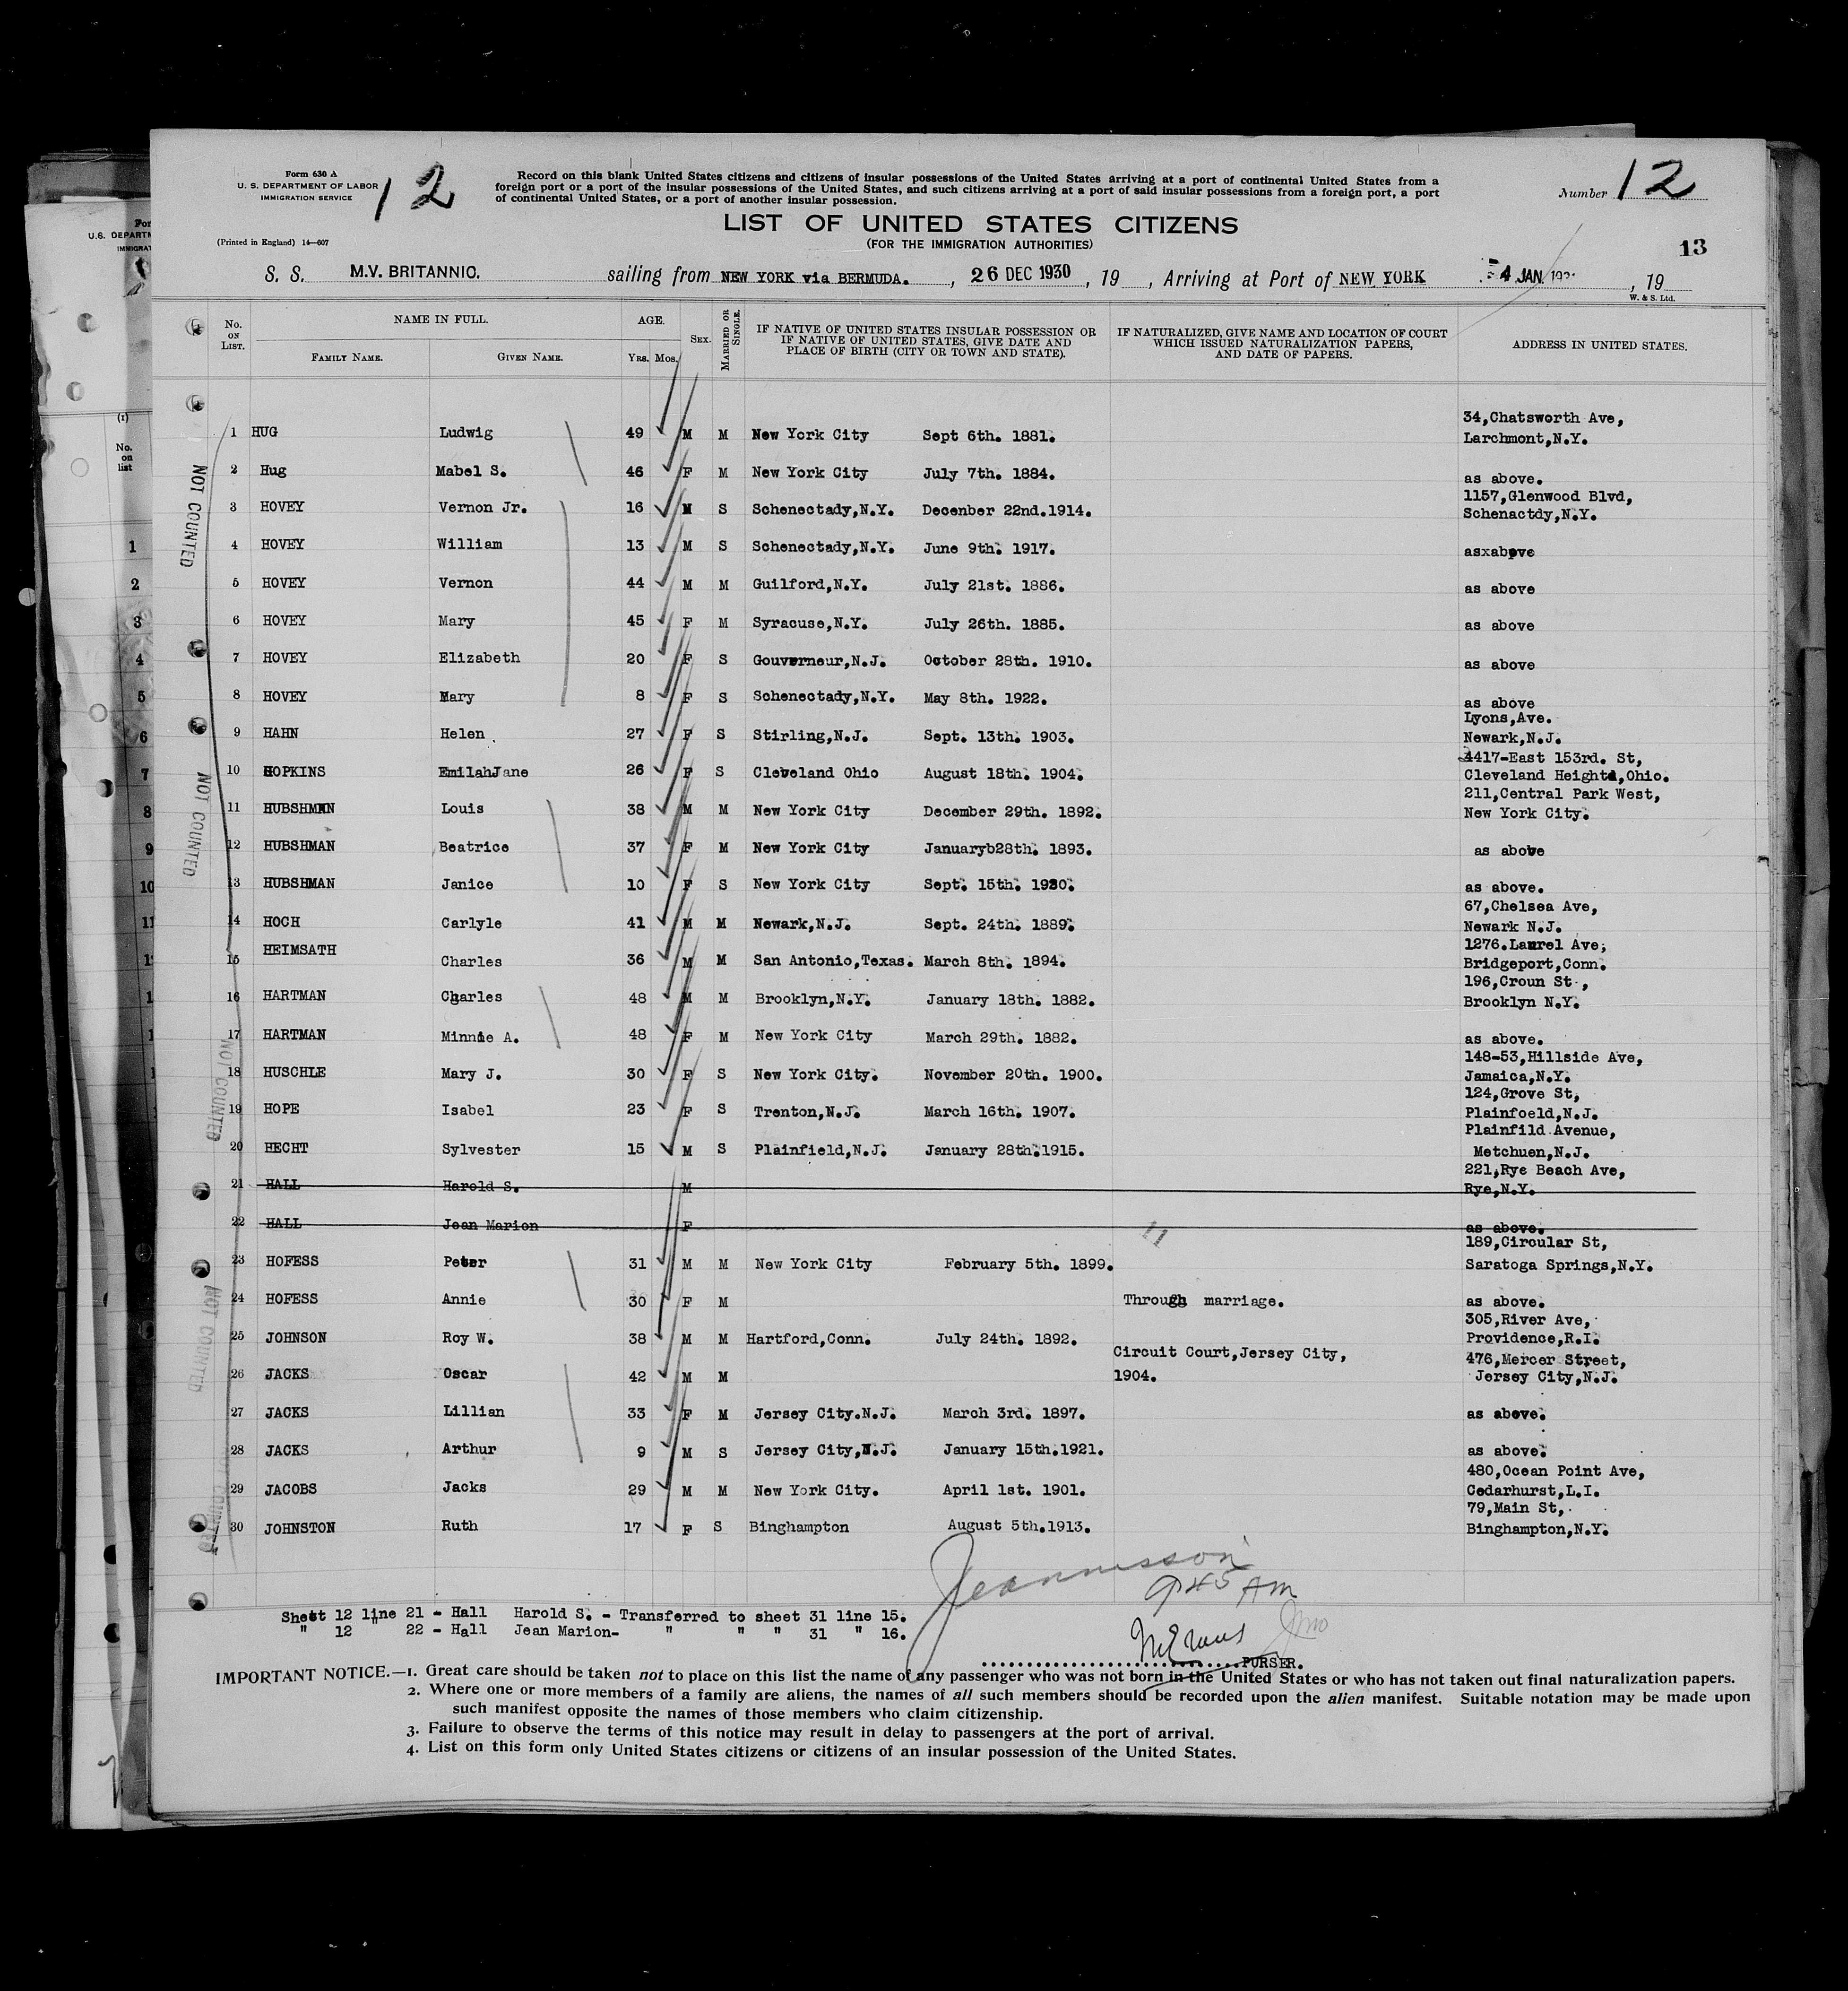 Form 630 A
U. S. DEPARTMENT OF LABOR
IMMIGRATION SERVICE
12
Record on this blank United States citizens and citizens of insular possessions of the United States arriving at a port of continental United States from a
foreign port or a port of the insular possessions of the United States, and such citizens arriving at a port of said insular possessions from a foreign port, a port
of continental United States, or a port of another insular possession.
Number 12
LIST OF UNITED STATES CITIZENS
(FOR THE IMMIGRATION AUTHORITIES)
(Printed in England) 14—607
13
S. S. M.V. BRITANNIC. sailing from NEW YORK via BERMUDA. , 26 DEC 1930 , 19 , Arriving at Port of NEW YORK 4 JAN. , 19
W. & S. Ltd.
No. ON LIST. NAME IN FULL. FAMILY NAME. GIVEN NAME. AGE. YRS. MOS. SEX. MARRIED OR SINGLE.
IF NATIVE OF UNITED STATES INSULAR POSSESSION OR
IF NATIVE OF UNITED STATES, GIVE DATE AND
PLACE OF BIRTH (CITY OR TOWN AND STATE).
IF NATURALIZED, GIVE NAME AND LOCATION OF COURT
WHICH ISSUED NATURALIZATION PAPERS,
AND DATE OF PAPERS.
ADDRESS IN UNITED STATES.
34,Chatsworth Ave,
1 HUG Ludwig 49 M M New York City Sept 6th. 1881. Larchmont,N.Y.
2 Hug Mabel S. 46 F M New York City July 7th. 1884. as above.
1157,Glenwood Blvd,
3 HOVEY Vernon Jr. 16 M S Schenectady,N.Y. Decenber 22nd.1914. Schenactdy,N.Y.
4 HOVEY William 13 M S Schenectady,N.Y. June 9th. 1917. asxabove
5 HOVEY Vernon 44 M M Guilford,N.Y. July 21st. 1886. as above
6 HOVEY Mary 45 F M Syracuse,N.Y. July 26th. 1885. as above
7 HOVEY Elizabeth 20 F S Gouverneur,N.J. October 28th. 1910. as above
8 HOVEY Mary 8 F S Schenectady,N.Y. May 8th. 1922. as above
Lyons,Ave.
9 HAHN Helen 27 F S Stirling,N.J. Sept. 13th. 1903. Newark,N.J.
4417-East 153rd. St,
10 HOPKINS EmilahJane 26 F S Cleveland Ohio August 18th. 1904. Cleveland Heights,Ohio.
211,Central Park West,
11 HUBSHMAN Louis 38 M M New York City December 29th. 1892. New York City.
12 HUBSHMAN Beatrice 37 F M New York City Januaryb28th. 1893. as above
13 HUBSHMAN Janice 10 F S New York City Sept. 15th. 1920. as above.
67,Chelsea Ave,
14 HOCH Carlyle 41 M M Newark,N.J. Sept. 24th. 1889. Newark N.J.
1276.Laurel Ave;
15 HEIMSATH Charles 36 M M San Antonio,Texas. March 8th. 1894. Bridgeport,Conn.
196,Croun St.,
16 HARTMAN Charles 48 M M Brooklyn,N.Y. January 18th. 1882. Brooklyn N.Y.
17 HARTMAN Minnie A. 48 F M New York City March 29th. 1882. as above.
148-53,Hillside Ave,
18 HUSCHLE Mary J. 30 F S New York City. November 20th. 1900. Jamaica,N.Y.
124,Grove St,
19 HOPE Isabel 23 F S Trenton,N.J. March 16th. 1907. Plainfoeld,N.J.
Plainfild Avenue,
20 HECHT Sylvester 15 M S Plainfield,N.J. January 28th.1915. Metchuen,N.J.
221,Rye Beach Ave,
21 HALL Harold S. M Rye,N.Y.
22 HALL Jean Marion F as above.
11
189,Circular St,
23 HOFESS Peter 31 M M New York City February 5th. 1899. Saratoga Springs,N.Y.
24 HOFESS Annie 30 F M Through marriage. as above.
305,River Ave,
25 JOHNSON Roy W. 38 M M Hartford,Conn. July 24th. 1892. Providence,R.I.
Circuit Court,Jersey City, 476,Mercer Street,
26 JACKS Oscar 42 M M 1904. Jersey City,N.J.
27 JACKS Lillian 33 F M Jersey City.N.J. March 3rd. 1897. as above.
28 JACKS Arthur 9 M S Jersey City,N.J. January 15th.1921. as above.
480,Ocean Point Ave,
29 JACOBS Jacks 29 M M New York City. April 1st. 1901. Cedarhurst,L.I.
79,Main St,
30 JOHNSTON Ruth 17 F S Binghampton August 5th.1913. Binghampton,N.Y.
NOT COUNTED
NOT COUNTED
NOT COUNTED
NOT COUNTED
9 45 AM
Sheet 12 line 21 - Hall Harold S. - Transferred to sheet 31 line 15.
" 12 " 22 - Hall Jean Marion- " " " 31 " 16.
PURSER.
IMPORTANT NOTICE.—1. Great care should be taken not to place on this list the name of any passenger who was not born in the United States or who has not taken out final naturalization papers.
2. Where one or more members of a family are aliens, the names of all such members should be recorded upon the alien manifest. Suitable notation may be made upon
such manifest opposite the names of those members who claim citizenship.
3. Failure to observe the terms of this notice may result in delay to passengers at the port of arrival.
4. List on this form only United States citizens or citizens of an insular possession of the United States.